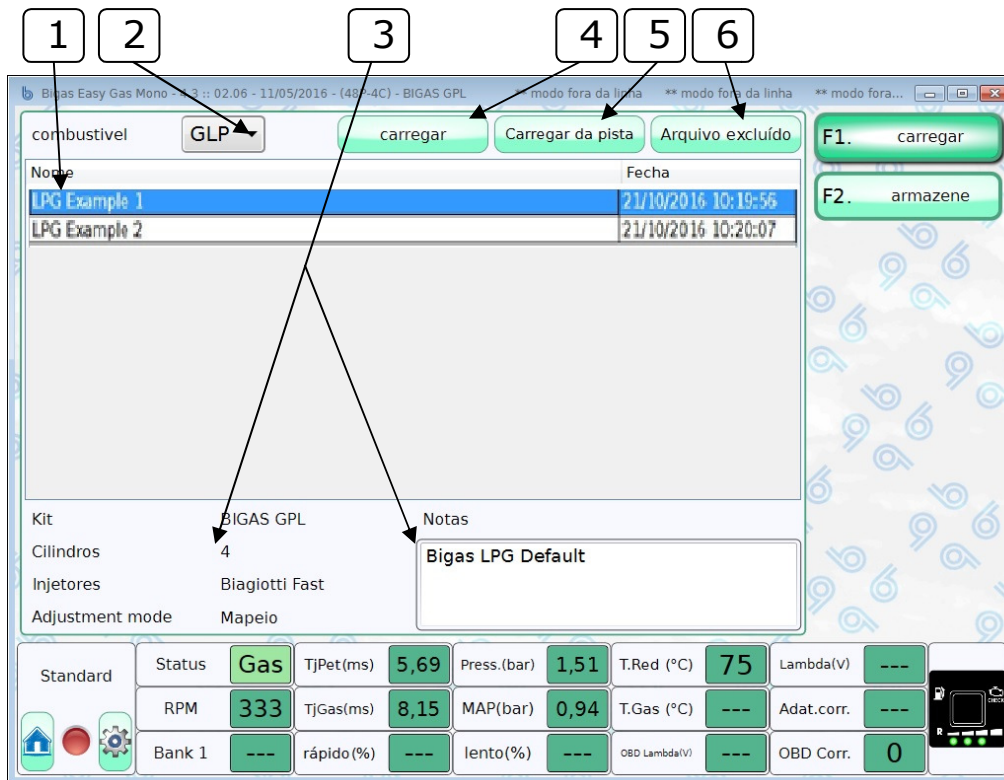 1 2 3 4 5 6
Bigas Easy Gas Mono - 4.3 :: 02.06 - 11/05/2016 - (48P-4C) - BIGAS GPL ** modo fora da linha ** modo fora da linha ** modo fora...
combustivel GLP carregar Carregar da pista Arquivo excluído
F1. carregar
Nome Fecha
LPG Example 1 21/10/2016 10:19:56
F2. armazene
LPG Example 2 21/10/2016 10:20:07
Kit BIGAS GPL Notas
Cilindros 4
Bigas LPG Default
Injetores Biagiotti Fast
Adjustment mode Mapeio
Standard
Status Gas TjPet(ms) 5,69 Press.(bar) 1,51 T.Red (°C) 75 Lambda(V) ---
RPM 333 TjGas(ms) 8,15 MAP(bar) 0,94 T.Gas (°C) --- Adat.corr. ---
Bank 1 --- rápido(%) --- lento(%) --- OBD Lambda(V) --- OBD Corr. 0
CHECK
R